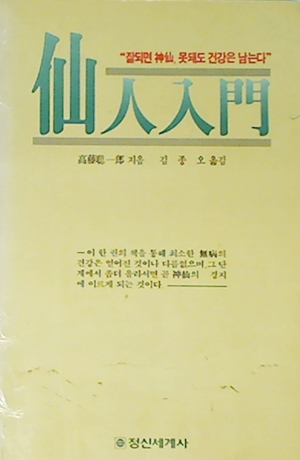 "잘되면 神仙, 못돼도 건강은 남는다"
仙人入門
高藤聰一郎 지음 김 종 오 옮김
―이 한 권의 책을 통해 최소한 無病의
건강은 얻어진 것이나 다름없으며, 그 단
계에서 좀더 올라서면 곧 神仙의 경지
에 이르게 되는 것이다.―
정신세계사